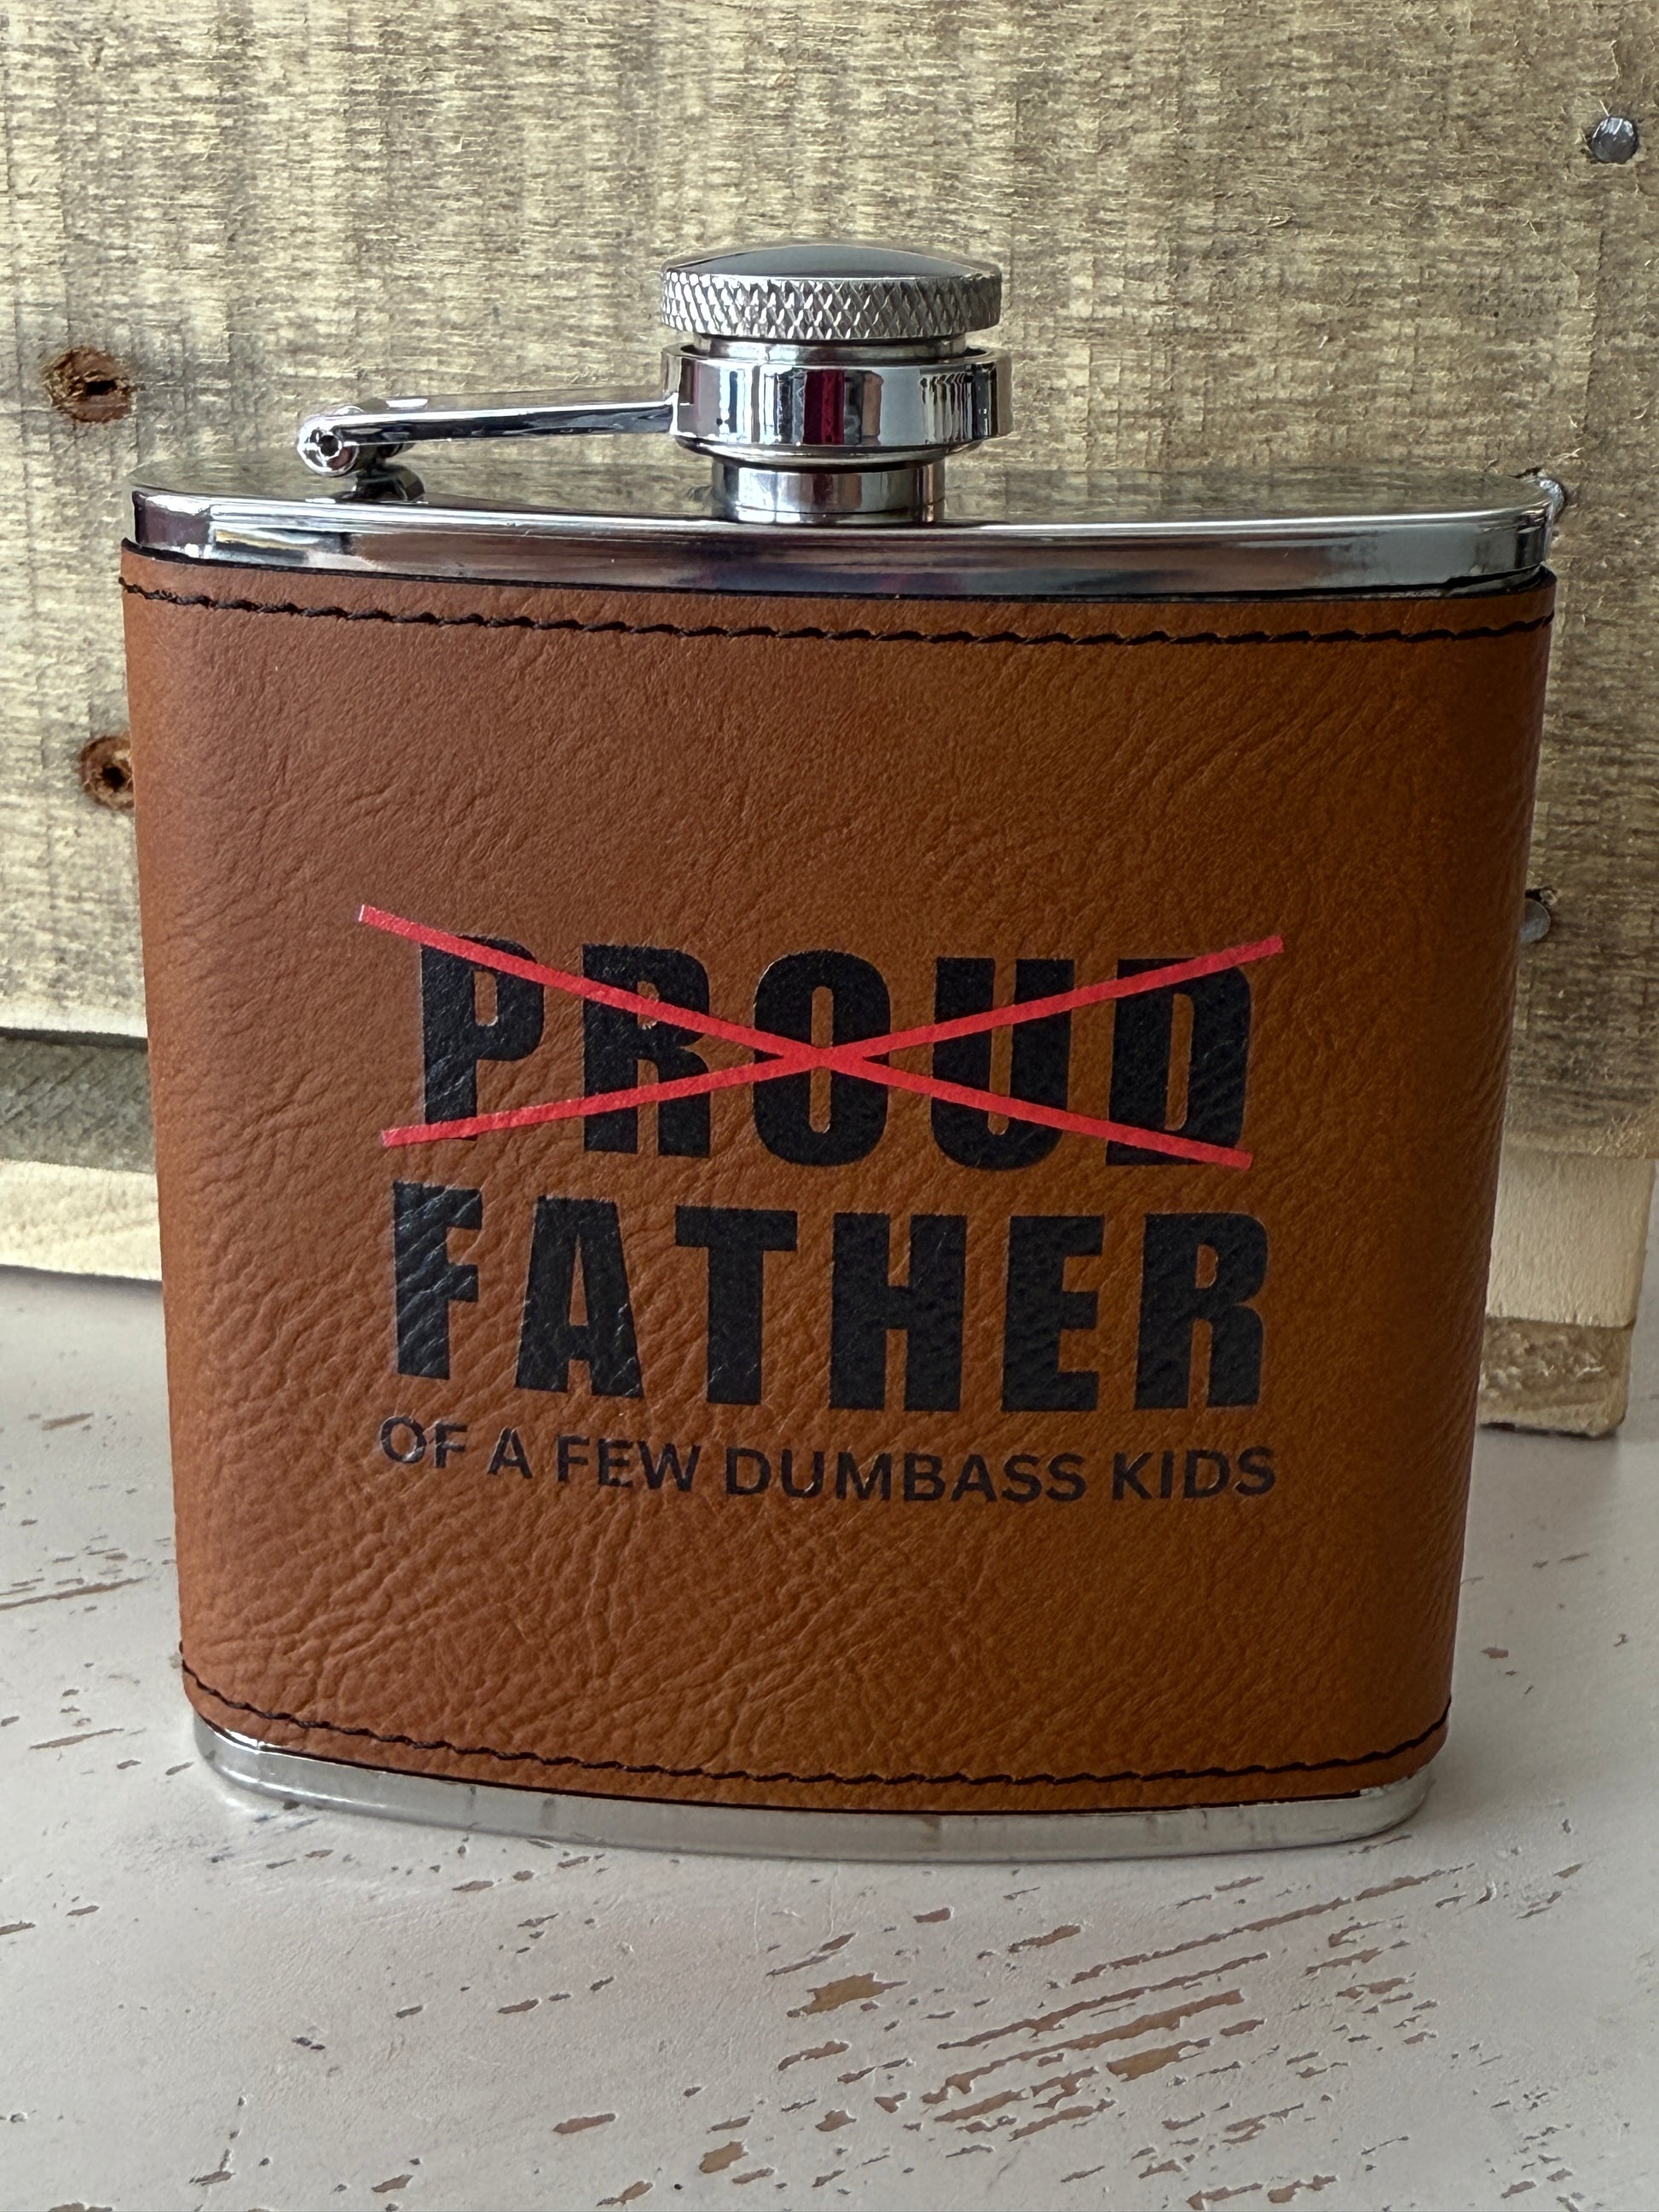 PROUD
FATHER
OF A FEW DUMBASS KIDS